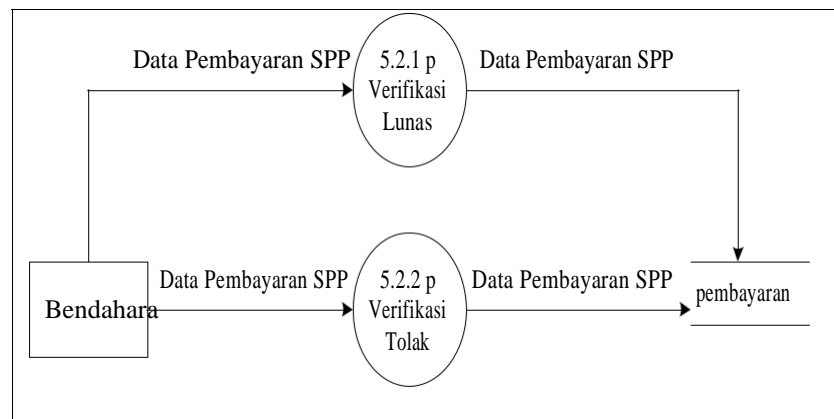 Data Pembayaran SPP
5.2.1 p
Verifikasi
Lunas
Data Pembayaran SPP
Bendahara
Data Pembayaran SPP
5.2.2 p
Verifikasi
Tolak
Data Pembayaran SPP
pembayaran